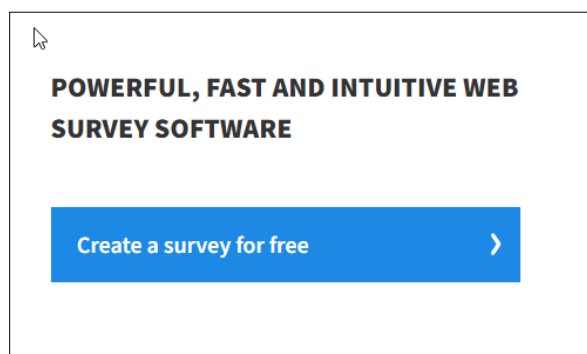 POWERFUL, FAST AND INTUITIVE WEB
SURVEY SOFTWARE
Create a survey for free